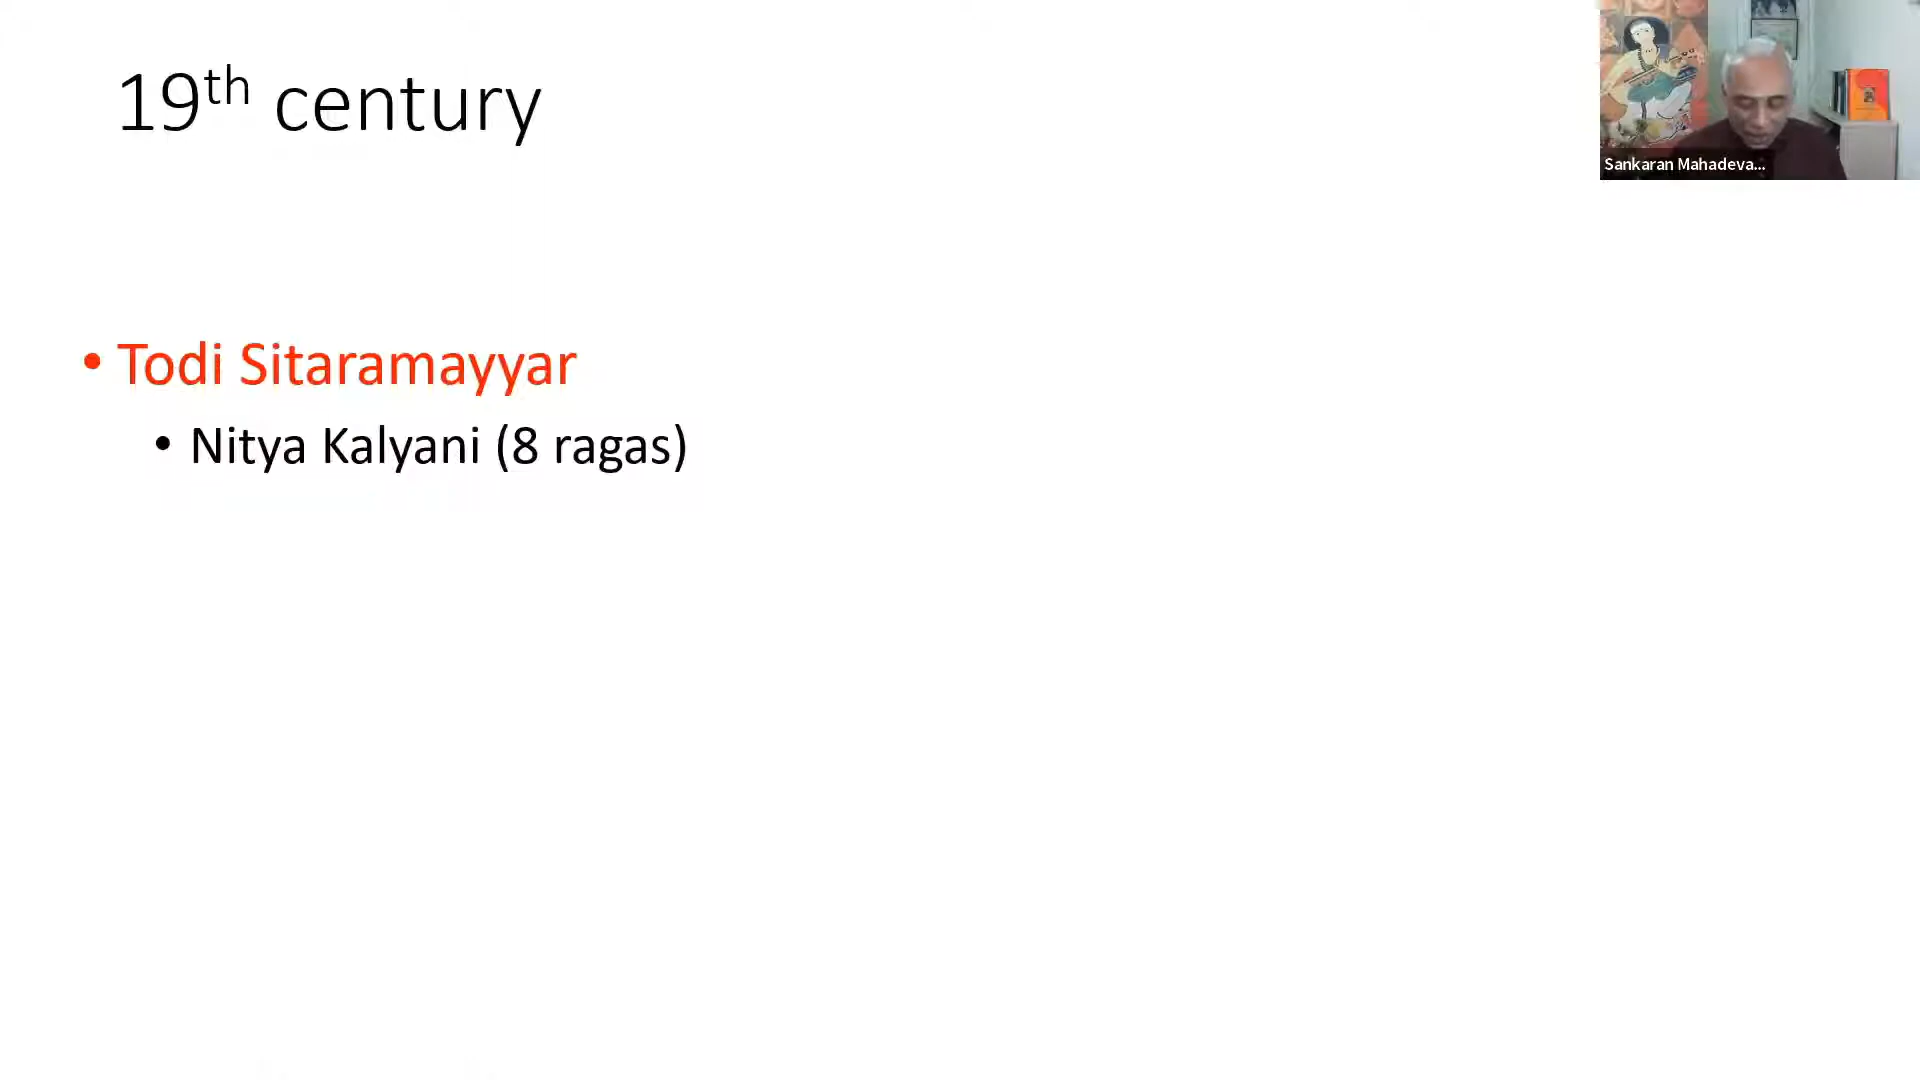 19th century
Sankaran Mahadeva...
• Todi Sitaramayyar
• Nitya Kalyani (8 ragas)